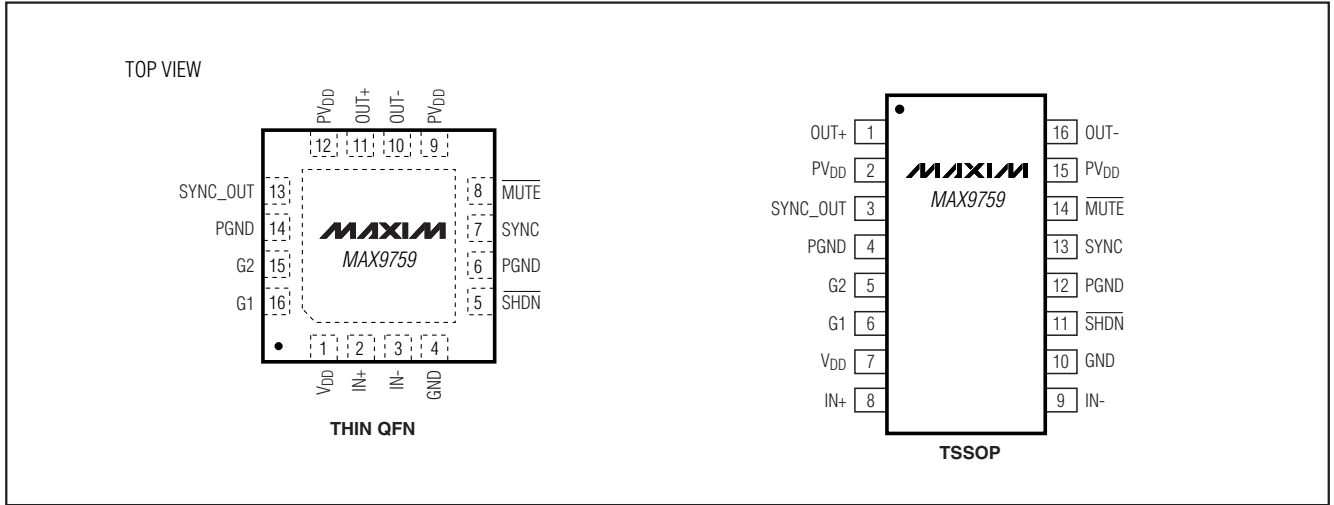 TOP VIEW
PVDD
OUT+
OUT-
PVDD
12
11
10
9
SYNC_OUT 13
PGND 14
G2 15
G1 16
MAXIM
MAX9759
8 MUTE
7 SYNC
6 PGND
5 SHDN
1
2
3
4
VDD
IN+
IN-
GND
THIN QFN
OUT+ 1
PVDD 2
SYNC_OUT 3
PGND 4
G2 5
G1 6
VDD 7
IN+ 8
MAXIM
MAX9759
16 OUT-
15 PVDD
14 MUTE
13 SYNC
12 PGND
11 SHDN
10 GND
9 IN-
TSSOP